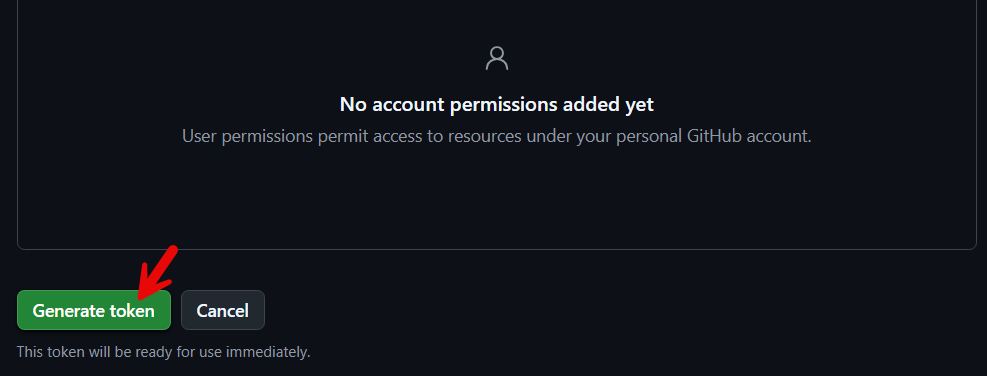 No account permissions added yet
User permissions permit access to resources under your personal GitHub account.
Generate token
Cancel
This token will be ready for use immediately.